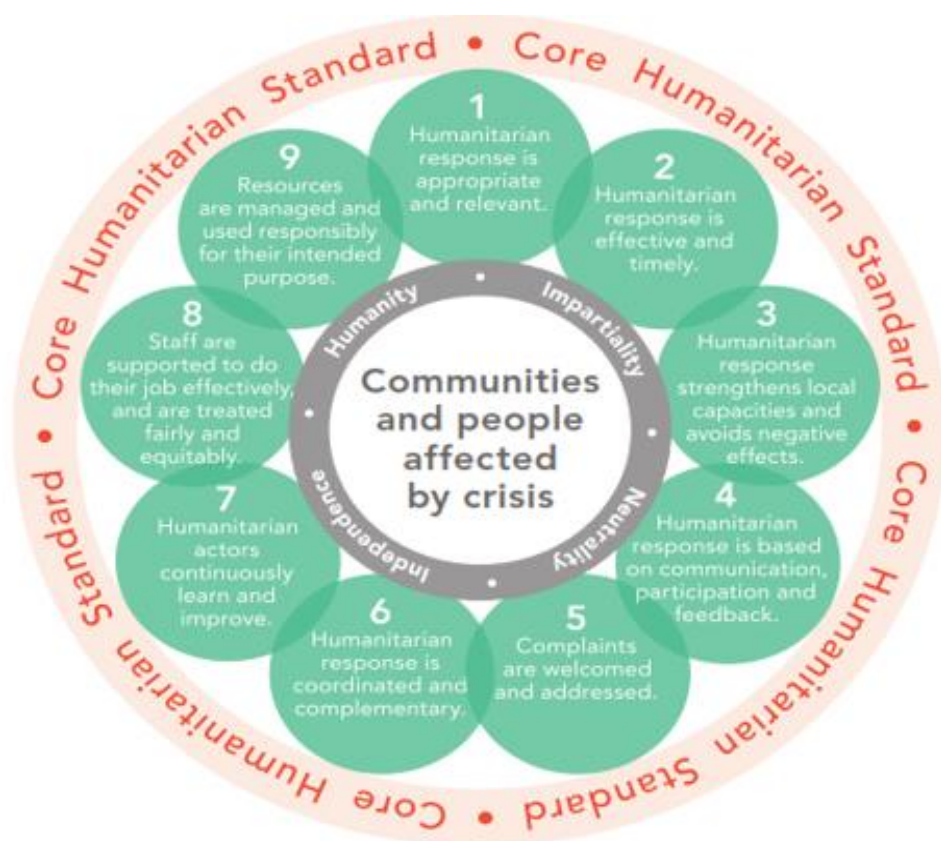 Core Humanitarian Standard • Core Humanitarian Standard • Core Humanitarian Standard • Core Humanitarian Standard •
1
Humanitarian
response is
appropriate
and relevant.
2
Humanitarian
response is
effective and
timely.
3
Humanitarian
response
strengthens local
capacities and
avoids negative
effects.
4
Humanitarian
response is based
on communication,
participation and
feedback.
5
Complaints
are welcomed
and addressed.
6
Humanitarian
response is
coordinated and
complementary.
7
Humanitarian
actors
continuously
learn and
improve.
8
Staff are
supported to do
their job effectively,
and are treated
fairly and
equitably.
9
Resources
are managed and
used responsibly
for their intended
purpose.
Humanity • Impartiality • Neutrality • Independence •
Communities
and people
affected
by crisis